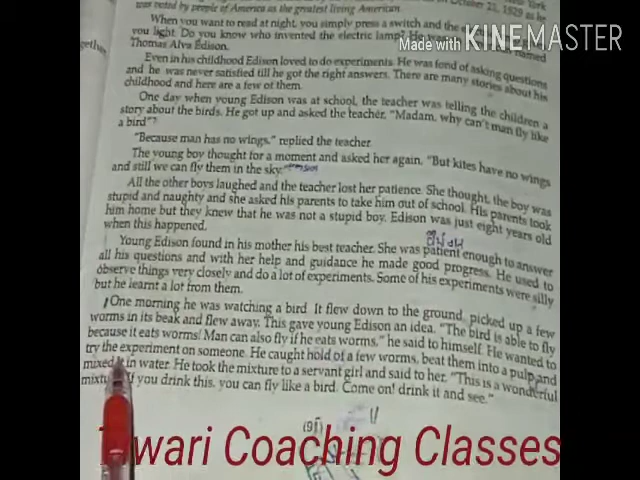 in October 21, 1929 as he
was voted by people of America as the greatest living American.
When you want to read at night, you simply press a switch and the
you light. Do you know who invented the electric lamp? He was named
Thomas Alva Edison.
Even in his childhood Edison loved to do experiments. He was fond of asking questions
and he was never satisfied till he got the right answers. There are many stories about his
childhood and here are a few of them.
One day when young Edison was at school, the teacher was telling the children a
story about the birds. He got up and asked the teacher, "Madam, why can't man fly like
a bird"?
"Because man has no wings," replied the teacher.
The young boy thought for a moment and asked her again, "But kites have no wings
and still we can fly them in the sky."
All the other boys laughed and the teacher lost her patience. She thought, the boy was
stupid and naughty and she asked his parents to take him out of school. His parents took
him home but they knew that he was not a stupid boy. Edison was just eight years old
when this happened.
Young Edison found in his mother his best teacher. She was patient enough to answer
all his questions and with her help and guidance he made good progress. He used to
observe things very closely and do a lot of experiments. Some of his experiments were silly
but he learnt a lot from them.
One morning he was watching a bird. It flew down to the ground, picked up a few
worms in its beak and flew away. This gave young Edison an idea. "The bird is able to fly
because it eats worms! Man can also fly if he eats worms," he said to himself. He wanted to
try the experiment on someone. He caught hold of a few worms, beat them into a pulp and
mixed it in water. He took the mixture to a servant girl and said to her, "This is a wonderful
If you drink this, you can fly like a bird. Come on! drink it and see."
(91)
Made with KINEMASTER
Tiwari Coaching Classes